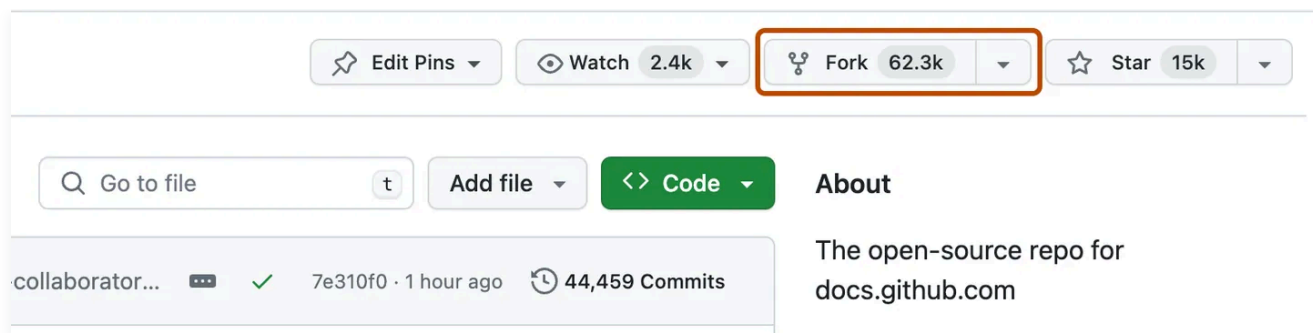 Edit Pins Watch 2.4k Fork 62.3k Star 15k
Go to file t Add file <> Code About
The open-source repo for
docs.github.com
-collaborator... 7e310f0 · 1 hour ago 44,459 Commits